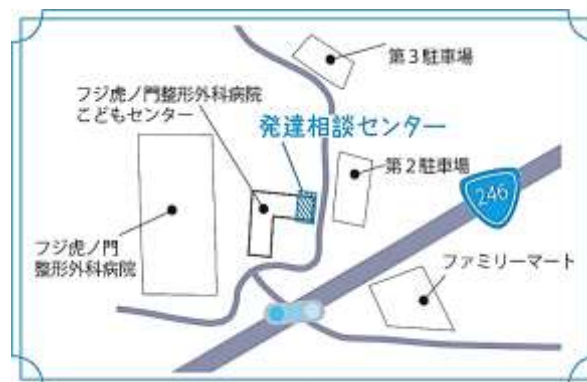 第3駐車場
フジ虎ノ門整形外科病院
こどもセンター
発達相談センター
第2駐車場
246
フジ虎ノ門
整形外科病院
ファミリーマート